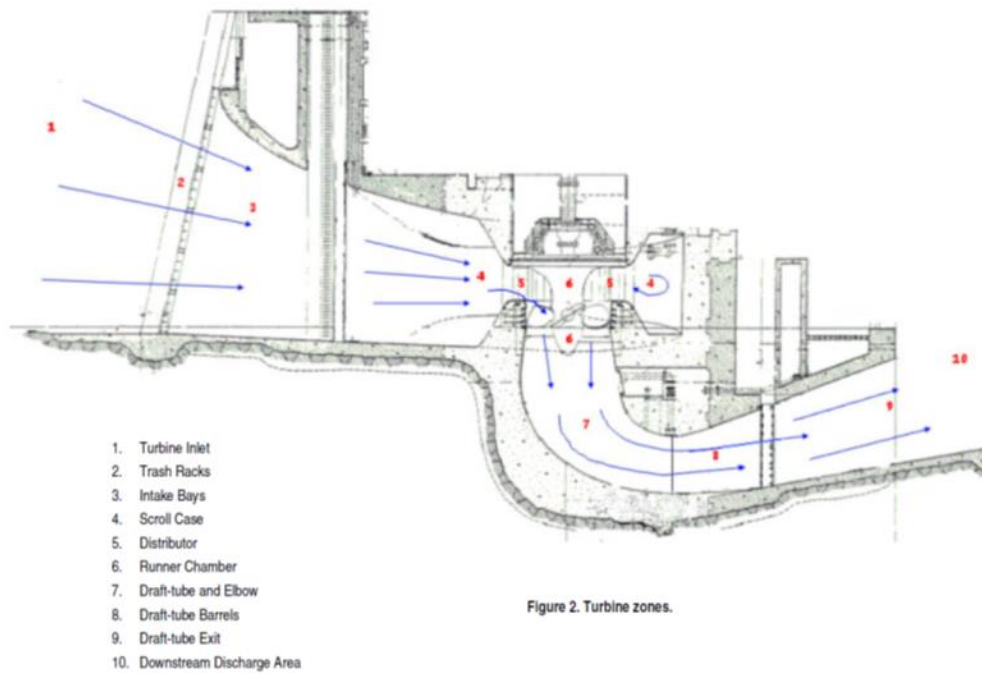 1
2
3
4 5 6 5 4
6
7
8
9
10
1. Turbine Inlet
2. Trash Racks
3. Intake Bays
4. Scroll Case
5. Distributor
6. Runner Chamber
7. Draft-tube and Elbow
8. Draft-tube Barrels
9. Draft-tube Exit
10. Downstream Discharge Area
Figure 2. Turbine zones.